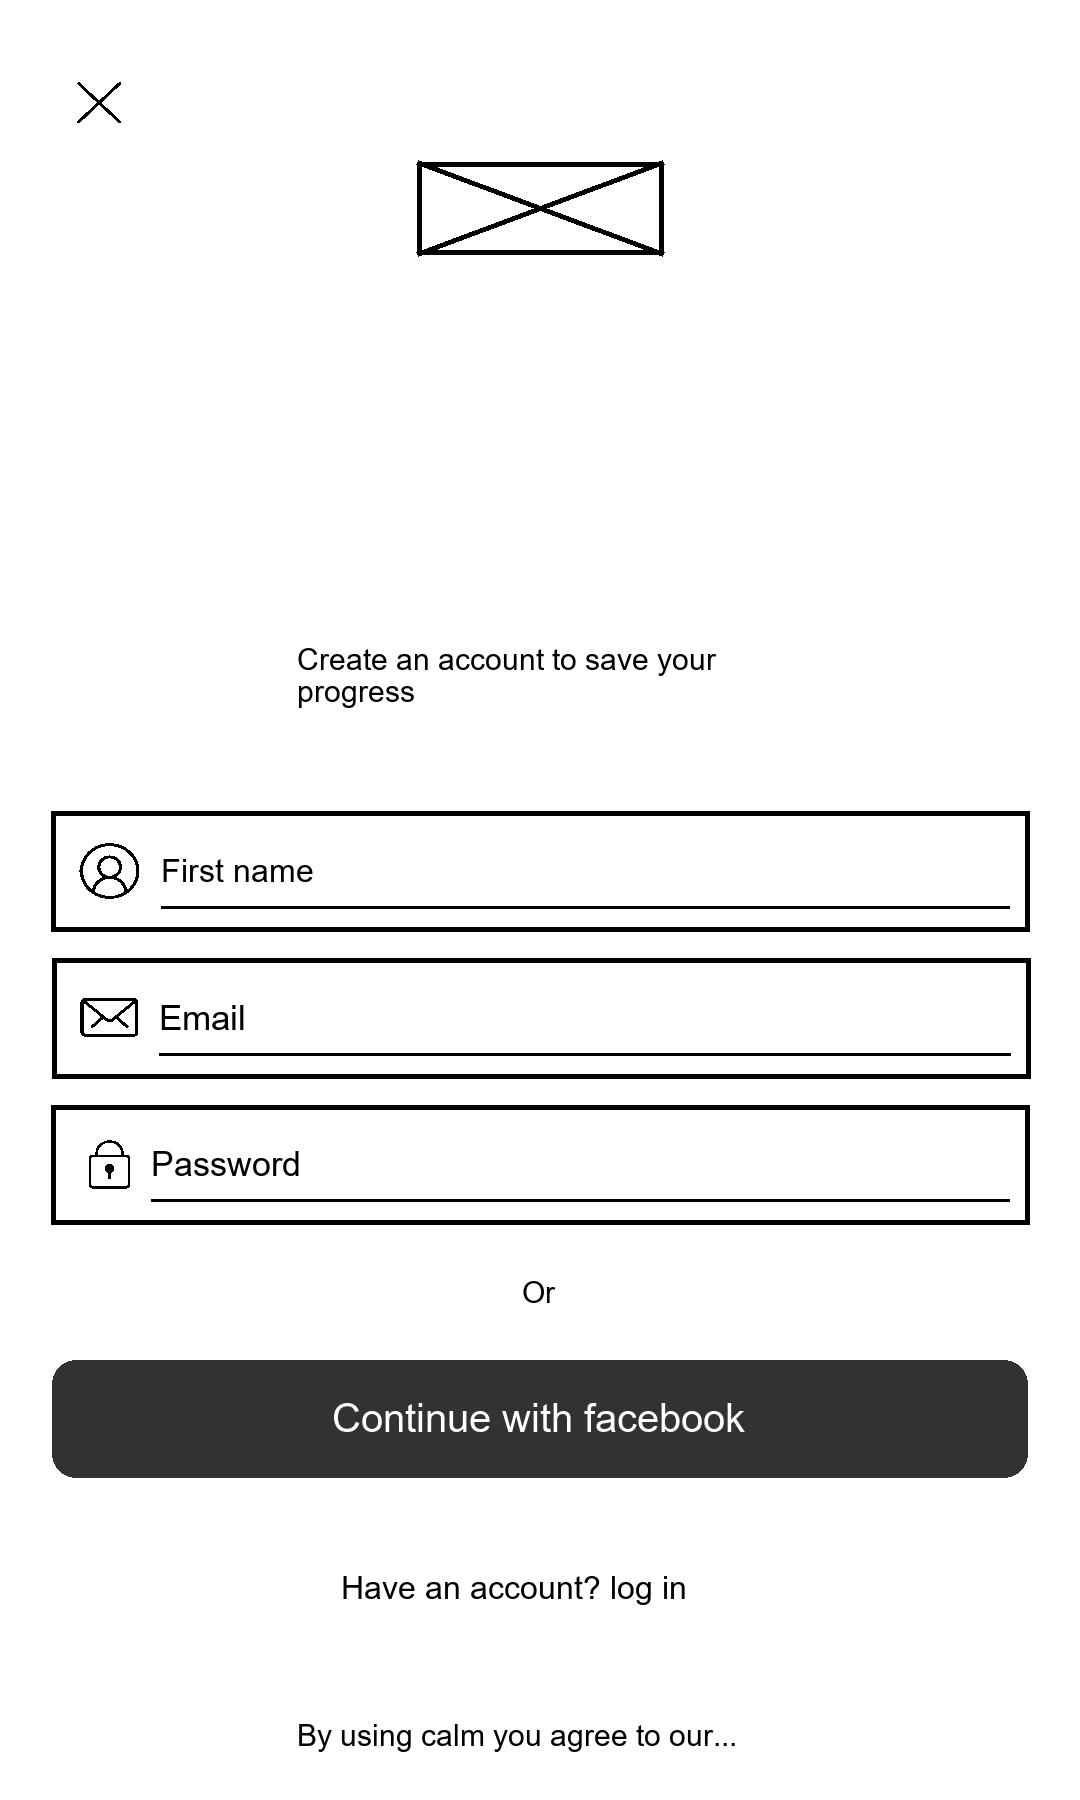 Create an account to save your
progress
First name
Email
Password
Or
Continue with facebook
Have an account? log in
By using calm you agree to our...